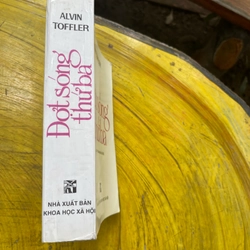 ALVIN
TOFFLER
Đợt sóng
thứ ba
NHÀ XUẤT BẢN
KHOA HỌC XÃ HỘI